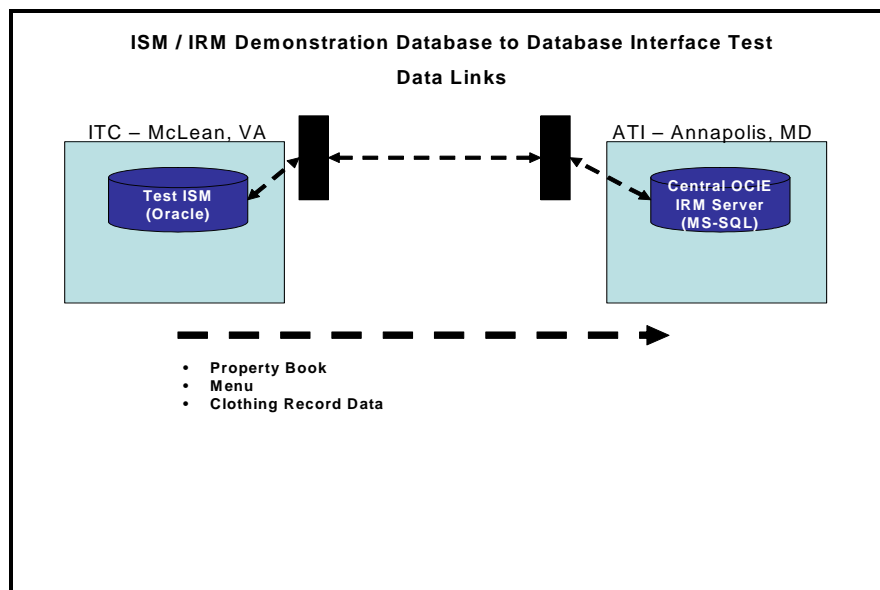 ISM / IRM Demonstration Database to Database Interface Test
Data Links
ITC – McLean, VA
ATI – Annapolis, MD
Test ISM
(Oracle)
Central OCIE
IRM Server
(MS-SQL)
• Property Book
• Menu
• Clothing Record Data